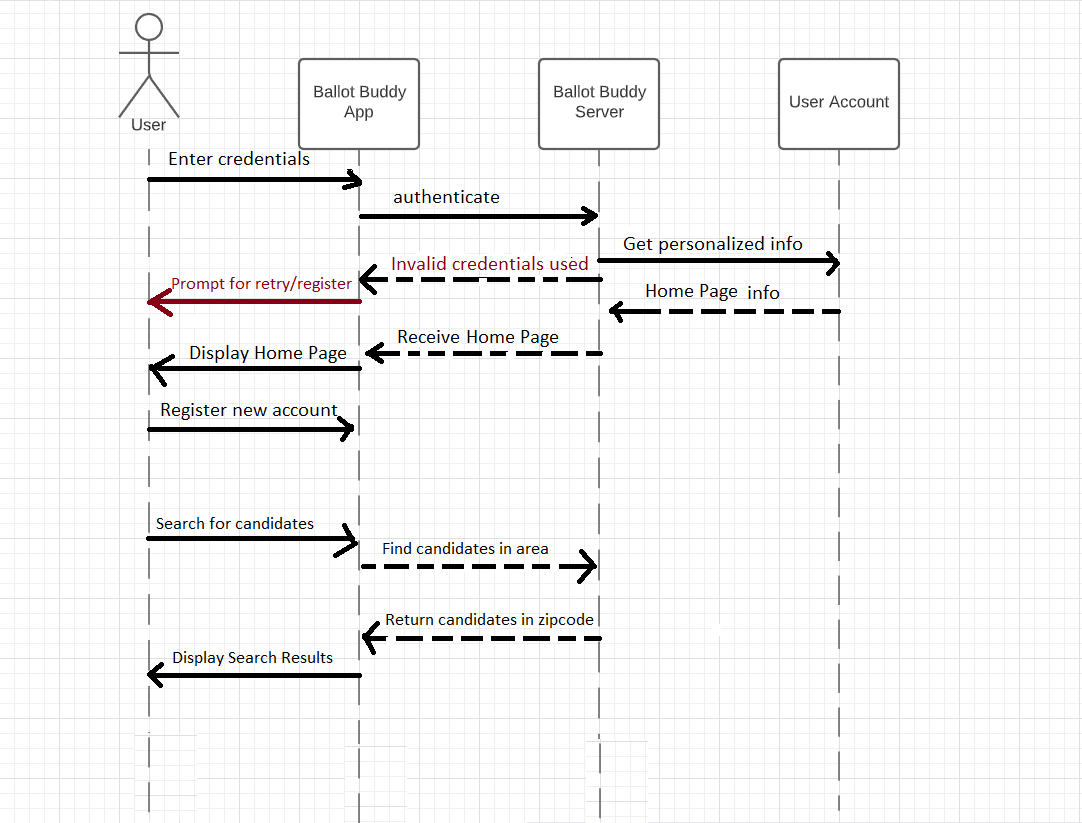 User
Ballot Buddy
App
Ballot Buddy
Server
User Account
Enter credentials
authenticate
Get personalized info
Invalid credentials used
Prompt for retry/register
Home Page info
Receive Home Page
Display Home Page
Register new account
Search for candidates
Find candidates in area
Return candidates in zipcode
Display Search Results